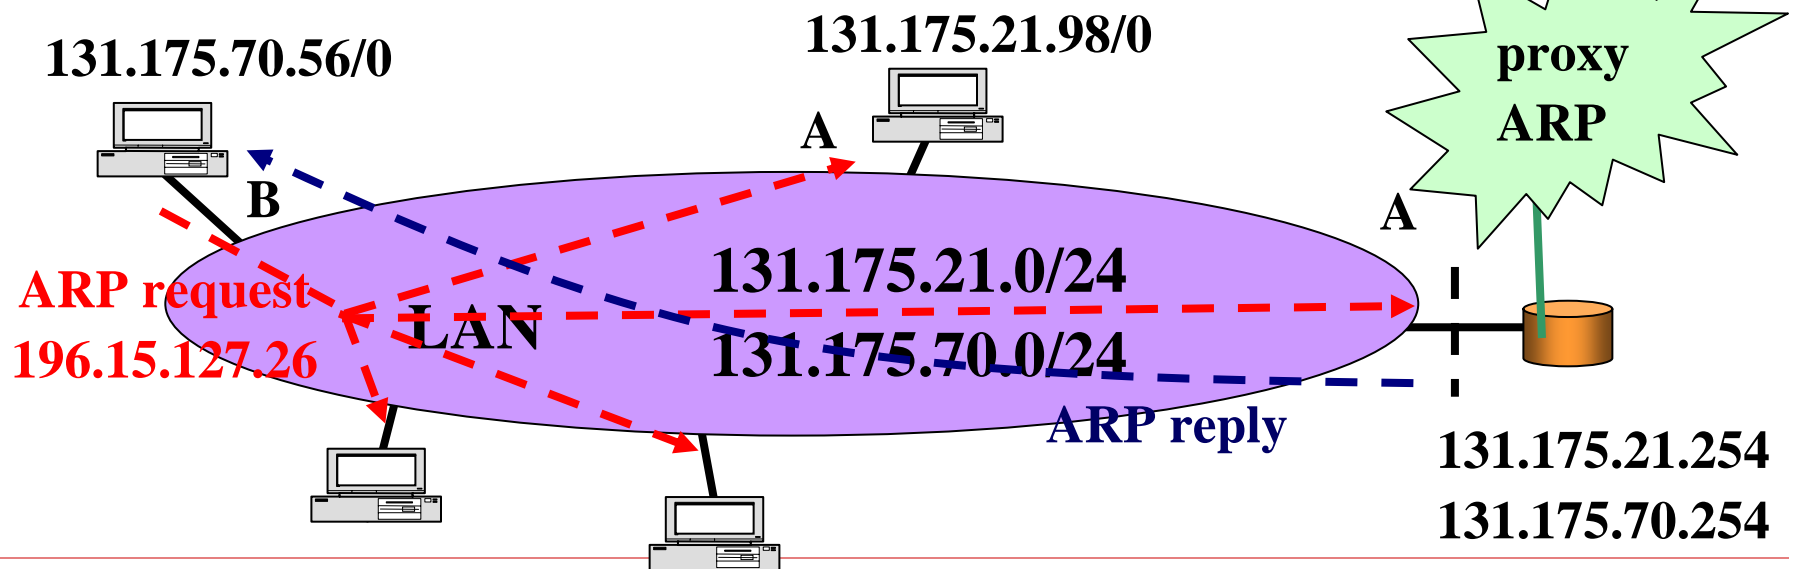 131.175.70.56/0
131.175.21.98/0
proxy
ARP
A
B
A
ARP request
196.15.127.26
LAN
131.175.21.0/24
131.175.70.0/24
ARP reply
131.175.21.254
131.175.70.254